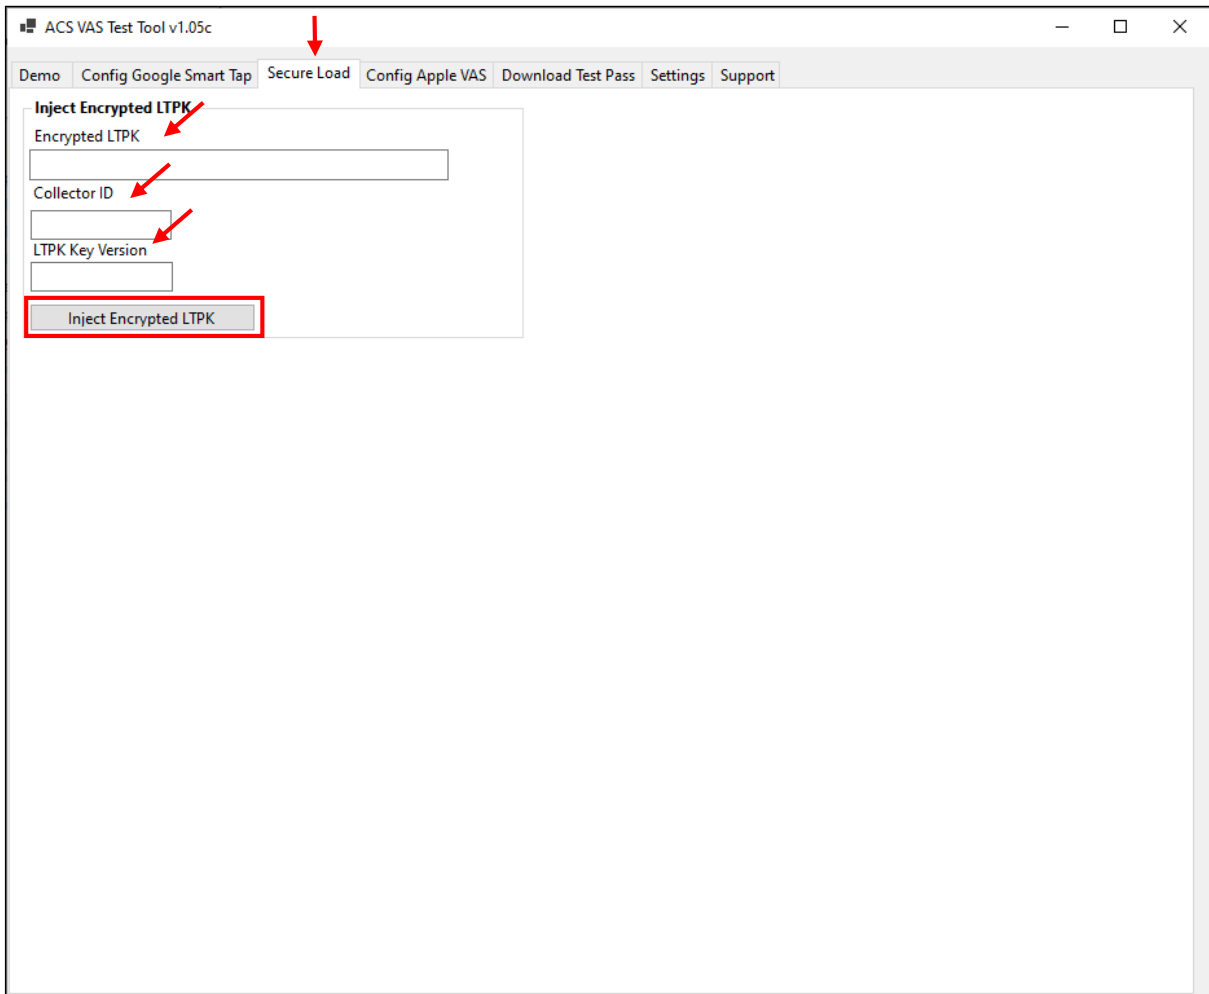 ACS VAS Test Tool v1.05c
Demo Config Google Smart Tap Secure Load Config Apple VAS Download Test Pass Settings Support
Inject Encrypted LTPK
Encrypted LTPK
Collector ID
LTPK Key Version
Inject Encrypted LTPK